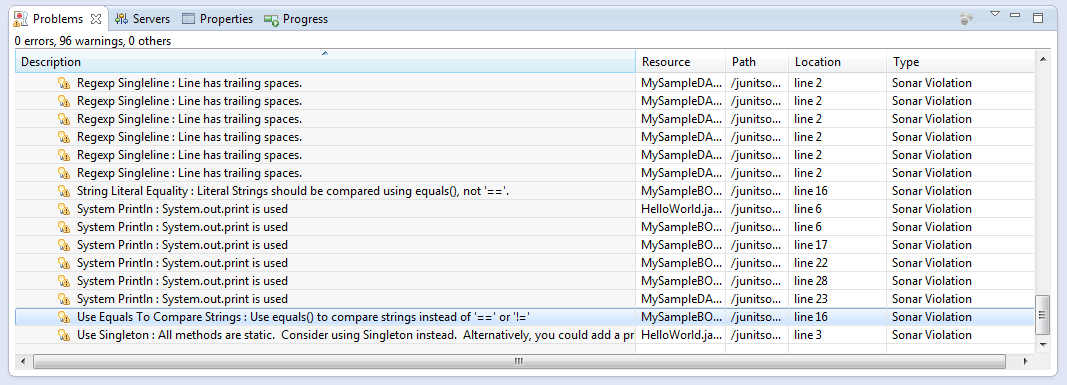 Problems Servers Properties Progress
0 errors, 96 warnings, 0 others
Description Resource Path Location Type
Regexp Singleline : Line has trailing spaces. MySampleDA... /junitso... line 2 Sonar Violation
Regexp Singleline : Line has trailing spaces. MySampleDA... /junitso... line 2 Sonar Violation
Regexp Singleline : Line has trailing spaces. MySampleDA... /junitso... line 2 Sonar Violation
Regexp Singleline : Line has trailing spaces. MySampleDA... /junitso... line 2 Sonar Violation
Regexp Singleline : Line has trailing spaces. MySampleDA... /junitso... line 2 Sonar Violation
Regexp Singleline : Line has trailing spaces. MySampleDA... /junitso... line 2 Sonar Violation
String Literal Equality : Literal Strings should be compared using equals(), not '=='. MySampleBO... /junitso... line 16 Sonar Violation
System Println : System.out.print is used HelloWorld.ja... /junitso... line 6 Sonar Violation
System Println : System.out.print is used MySampleBO... /junitso... line 6 Sonar Violation
System Println : System.out.print is used MySampleBO... /junitso... line 17 Sonar Violation
System Println : System.out.print is used MySampleBO... /junitso... line 22 Sonar Violation
System Println : System.out.print is used MySampleBO... /junitso... line 28 Sonar Violation
System Println : System.out.print is used MySampleDA... /junitso... line 23 Sonar Violation
Use Equals To Compare Strings : Use equals() to compare strings instead of '==' or '!=' MySampleBO... /junitso... line 16 Sonar Violation
Use Singleton : All methods are static.  Consider using Singleton instead.  Alternatively, you could add a pr HelloWorld.ja... /junitso... line 3 Sonar Violation